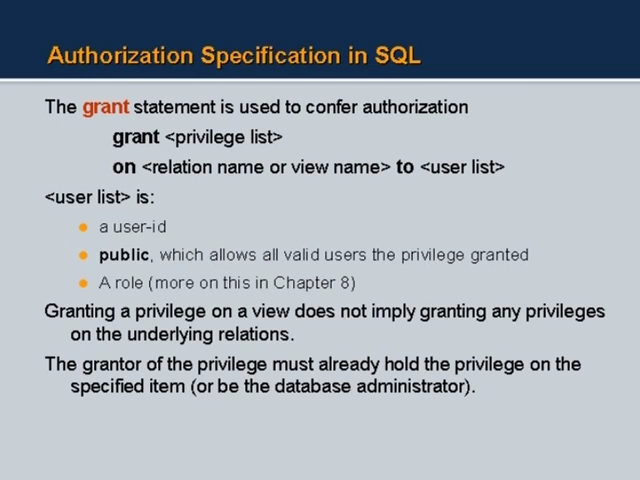 Authorization Specification in SQL
The grant statement is used to confer authorization
grant <privilege list>
on <relation name or view name> to <user list>
<user list> is:
a user-id
public, which allows all valid users the privilege granted
A role (more on this in Chapter 8)
Granting a privilege on a view does not imply granting any privileges
on the underlying relations.
The grantor of the privilege must already hold the privilege on the
specified item (or be the database administrator).